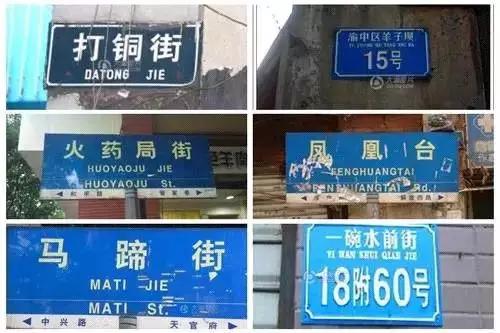 打铜街
DATONG JIE
渝中区羊子坝
15号
火药局街
HUOYAOJU JIE
HUOYAOJU St.
凤凰台
FENGHUANGTAI
马蹄街
MATI JIE
MATI St.
中兴路 天官府
一碗水前街
YI WAN SHUI QIAN JIE
18附60号